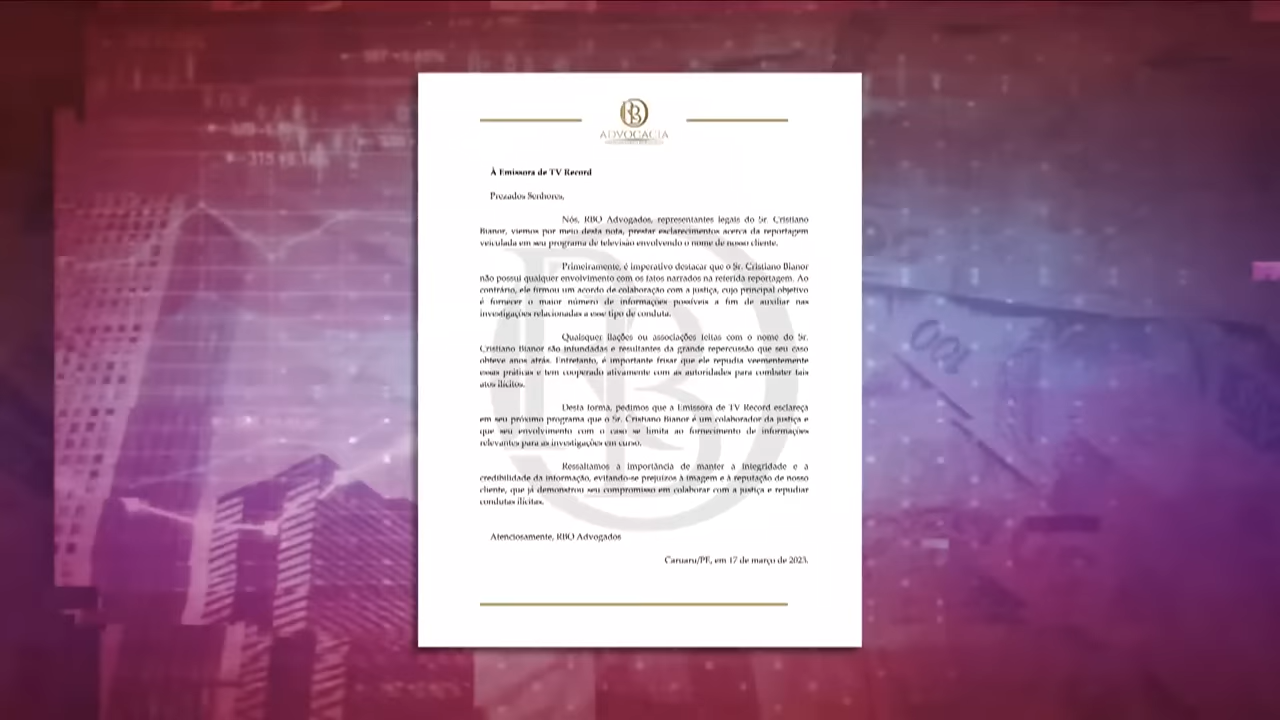 ADVOCACIA
À Emissora de TV Record
Prezados Senhores,
Nós, RBO Advogados, representantes legais do Sr. Cristiano
Bianor, viemos por meio desta nota, prestar esclarecimentos acerca da reportagem
veiculada em seu programa de televisão envolvendo o nome de nosso cliente.
Primeiramente, é imperativo destacar que o Sr. Cristiano Bianor
não possui qualquer envolvimento com os fatos narrados na referida reportagem. Ao
contrário, ele firmou um acordo de colaboração com a justiça, cujo principal objetivo
é fornecer o maior número de informações possíveis a fim de auxiliar nas
investigações relacionadas a esse tipo de conduta.
Quaisquer ilações ou associações feitas com o nome do Sr.
Cristiano Bianor são infundadas e resultantes da grande repercussão que seu caso
obteve anos atrás. Entretanto, é importante frisar que ele repudia veementemente
essas práticas e tem cooperado ativamente com as autoridades para combater tais
atos ilícitos.
Desta forma, pedimos que a Emissora de TV Record esclareça
em seu próximo programa que o Sr. Cristiano Bianor é um colaborador da justiça e
que seu envolvimento com o caso se limita ao fornecimento de informações
relevantes para as investigações em curso.
Ressaltamos a importância de manter a integridade e a
credibilidade da informação, evitando-se prejuízos à imagem e à reputação de nosso
cliente, que já demonstrou seu compromisso em colaborar com a justiça e repudiar
condutas ilícitas.
Atenciosamente, RBO Advogados
Caruaru/PE, em 17 de março de 2023.